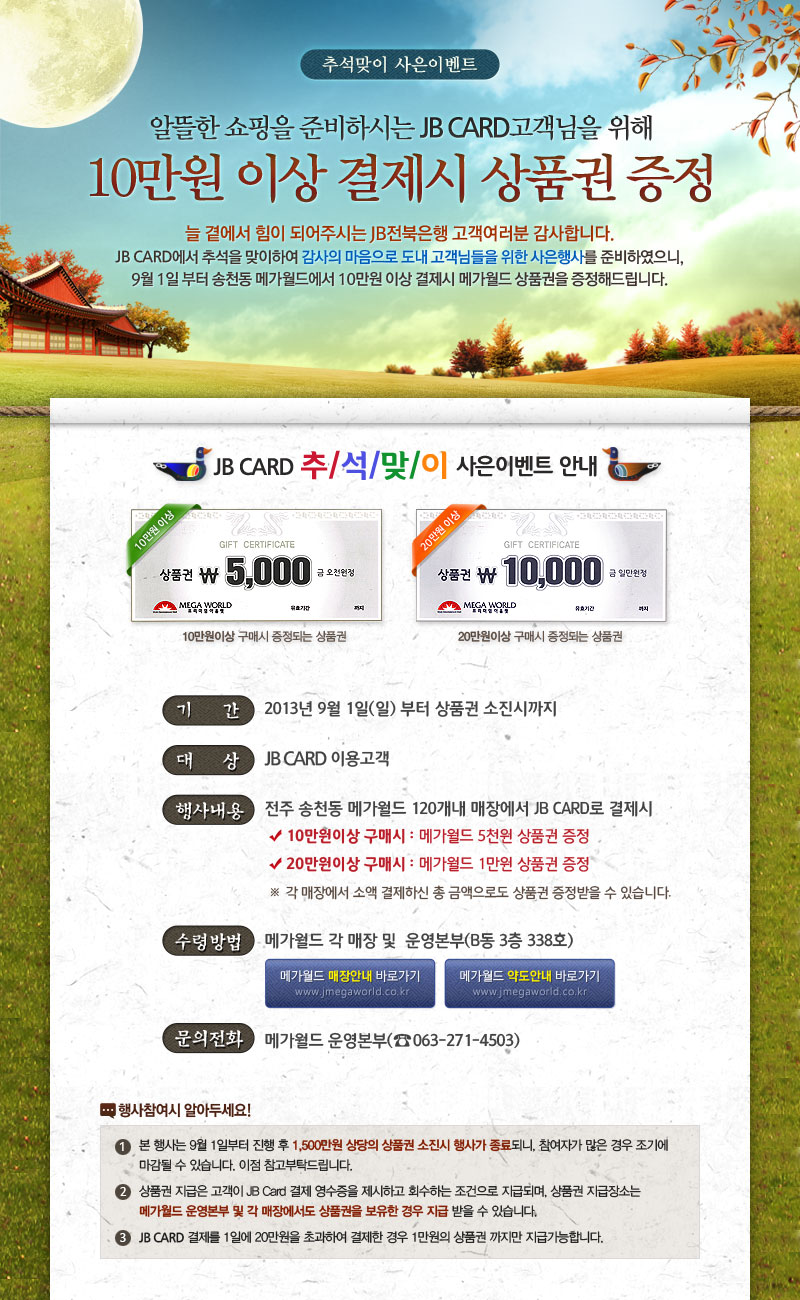 추석맞이 사은이벤트
알뜰한 쇼핑을 준비하시는 JB CARD고객님을 위해
10만원 이상 결제시 상품권 증정
늘 곁에서 힘이 되어주시는 JB전북은행 고객여러분 감사합니다.
JB CARD에서 추석을 맞이하여 감사의 마음으로 도내 고객님들을 위한 사은행사를 준비하였으니,
9월 1일 부터 송천동 메가월드에서 10만원 이상 결제시 메가월드 상품권을 증정해드립니다.
JB CARD 추/석/맞/이 사은이벤트 안내
10만원 이상
GIFT CERTIFICATE
상품권 ₩ 5,000 금 오천원정
MEGA WORLD
프리미엄아울렛
유효기간 까지
10만원이상 구매시 증정되는 상품권
20만원 이상
GIFT CERTIFICATE
상품권 ₩ 10,000 금 일만원정
MEGA WORLD
프리미엄아울렛
유효기간 까지
20만원이상 구매시 증정되는 상품권
기 간 2013년 9월 1일(일) 부터 상품권 소진시까지
대 상 JB CARD 이용고객
행사내용 전주 송천동 메가월드 120개내 매장에서 JB CARD로 결제시
✓ 10만원이상 구매시 : 메가월드 5천원 상품권 증정
✓ 20만원이상 구매시 : 메가월드 1만원 상품권 증정
※ 각 매장에서 소액 결제하신 총 금액으로도 상품권 증정받을 수 있습니다.
수령방법 메가월드 각 매장 및 운영본부(B동 3층 338호)
메가월드 매장안내 바로가기
www.jmegaworld.co.kr
메가월드 약도안내 바로가기
www.jmegaworld.co.kr
문의전화 메가월드 운영본부(☎063-271-4503)
행사참여시 알아두세요!
1 본 행사는 9월 1일부터 진행 후 1,500만원 상당의 상품권 소진시 행사가 종료되니, 참여자가 많은 경우 조기에
마감될 수 있습니다. 이점 참고부탁드립니다.
2 상품권 지급은 고객이 JB Card 결제 영수증을 제시하고 회수하는 조건으로 지급되며, 상품권 지급장소는
메가월드 운영본부 및 각 매장에서도 상품권을 보유한 경우 지급 받을 수 있습니다.
3 JB CARD 결제를 1일에 20만원을 초과하여 결제한 경우 1만원의 상품권 까지만 지급가능합니다.